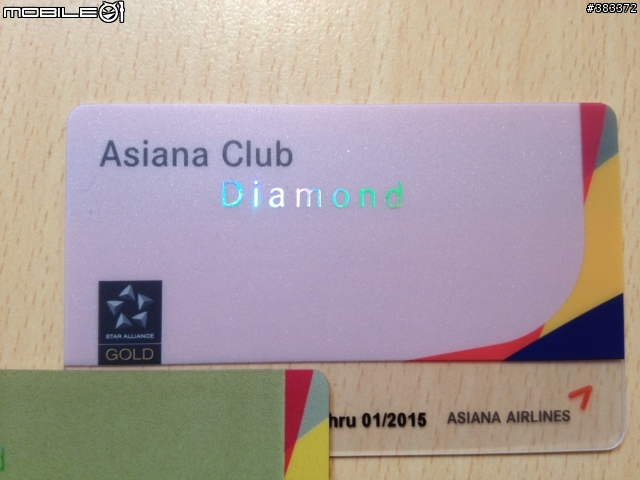 MOBILE01
#383372
Asiana Club
Diamond
STAR ALLIANCE
GOLD
hru 01/2015
ASIANA AIRLINES